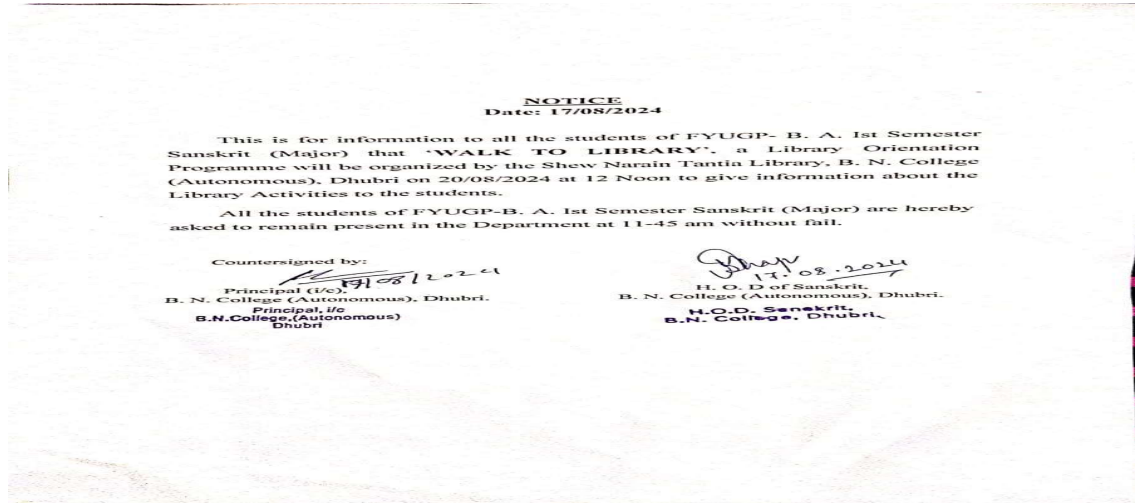 NOTICE
Date: 17/08/2024
This is for information to all the students of FYUGP- B. A. Ist Semester
Sanskrit (Major) that ‘WALK TO LIBRARY’, a Library Orientation
Programme will be organized by the Shew Narain Tantia Library, B. N. College
(Autonomous), Dhubri on 20/08/2024 at 12 Noon to give information about the
Library Activities to the students.
All the students of FYUGP-B. A. Ist Semester Sanskrit (Major) are hereby
asked to remain present in the Department at 11-45 am without fail.
Countersigned by:
/08/2024
Principal (i/c),
B. N. College (Autonomous), Dhubri.
Principal, i/c
B.N.College,(Autonomous)
Dhubri
17.08.2024
H. O. D of Sanskrit,
B. N. College (Autonomous), Dhubri.
H.O.D. Sanskrit,
B.N. College, Dhubri.